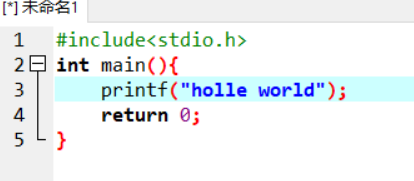 [*] 未命名1
1 #include<stdio.h>
2 int main(){
3 printf("holle world");
4 return 0;
5 }